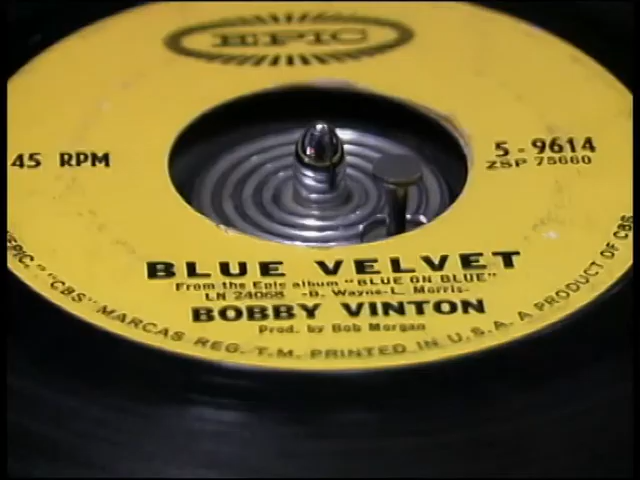 EPIC
45 RPM
5-9614
ZSP 75660
BLUE VELVET
From the Epic album "BLUE ON BLUE"
LN 24068 -B. Wayne-L. Morris-
BOBBY VINTON
Prod. by Bob Morgan
"EPIC," "CBS" MARCAS REG. T.M. PRINTED IN U.S.A. A PRODUCT OF CBS